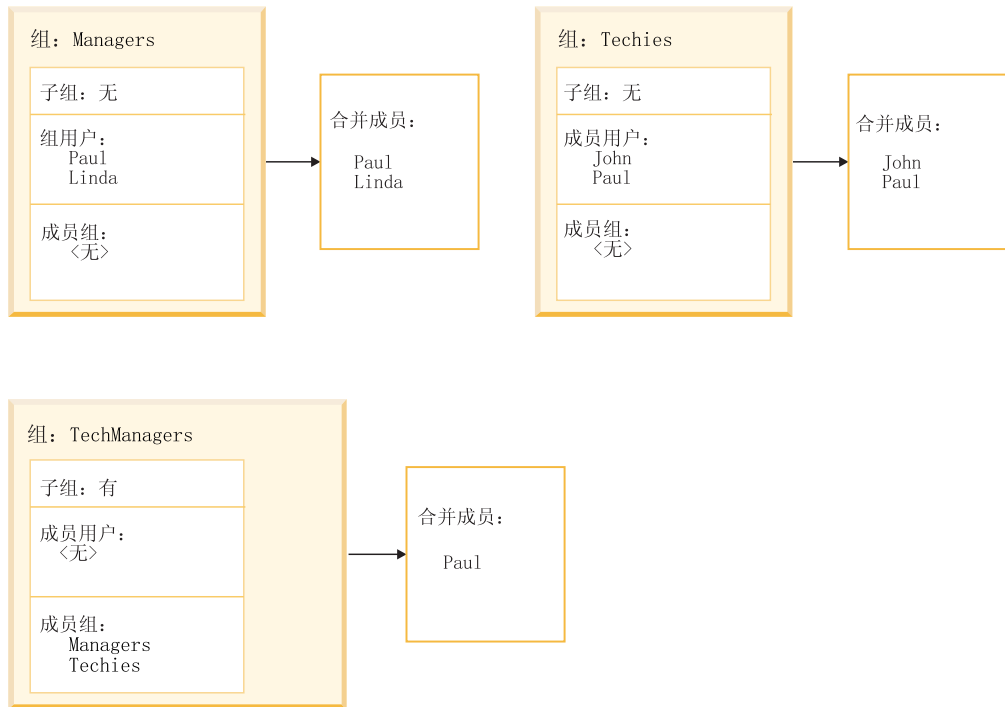 组: Managers
子组: 无
组用户:
Paul
Linda
成员组:
<无>
合并成员:
Paul
Linda
组: Techies
子组: 无
成员用户:
John
Paul
成员组:
<无>
合并成员:
John
Paul
组: TechManagers
子组: 有
成员用户:
<无>
成员组:
Managers
Techies
合并成员:
Paul